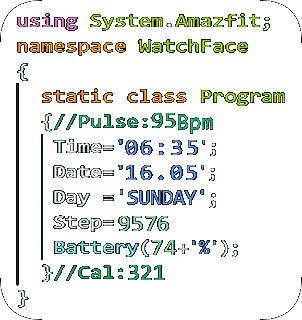 using System.Amazfit;
namespace WatchFace
{
static class Program
{//Pulse:95Bpm
Time='06:35';
Date='16.05';
Day ='SUNDAY';
Step=9576
Battery(74+'%');
}//Cal:321
}